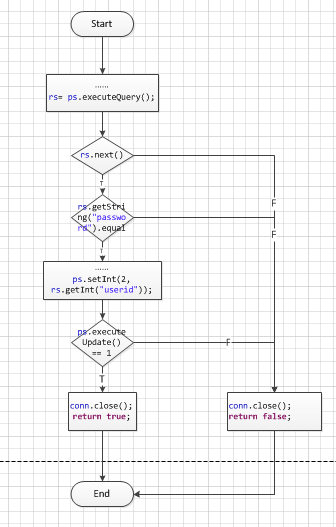 Start
......
rs= ps.executeQuery();
rs.next()
T
F
rs.getStri
ng("passwo
rd").equal
F
T
......
ps.setInt(2,
rs.getInt("userid"));
ps.execute
Update()
== 1
F
T
conn.close();
return true;
conn.close();
return false;
End